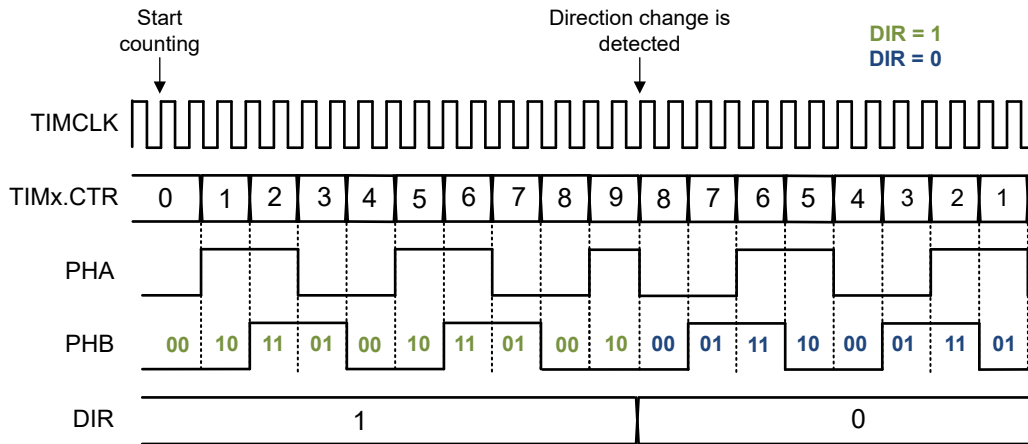 Start
counting
Direction change is
detected
DIR = 1
DIR = 0
TIMCLK
TIMx.CTR 0 1 2 3 4 5 6 7 8 9 8 7 6 5 4 3 2 1
PHA
PHB 00 10 11 01 00 10 11 01 00 10 00 01 11 10 00 01 11 01
DIR 1 0